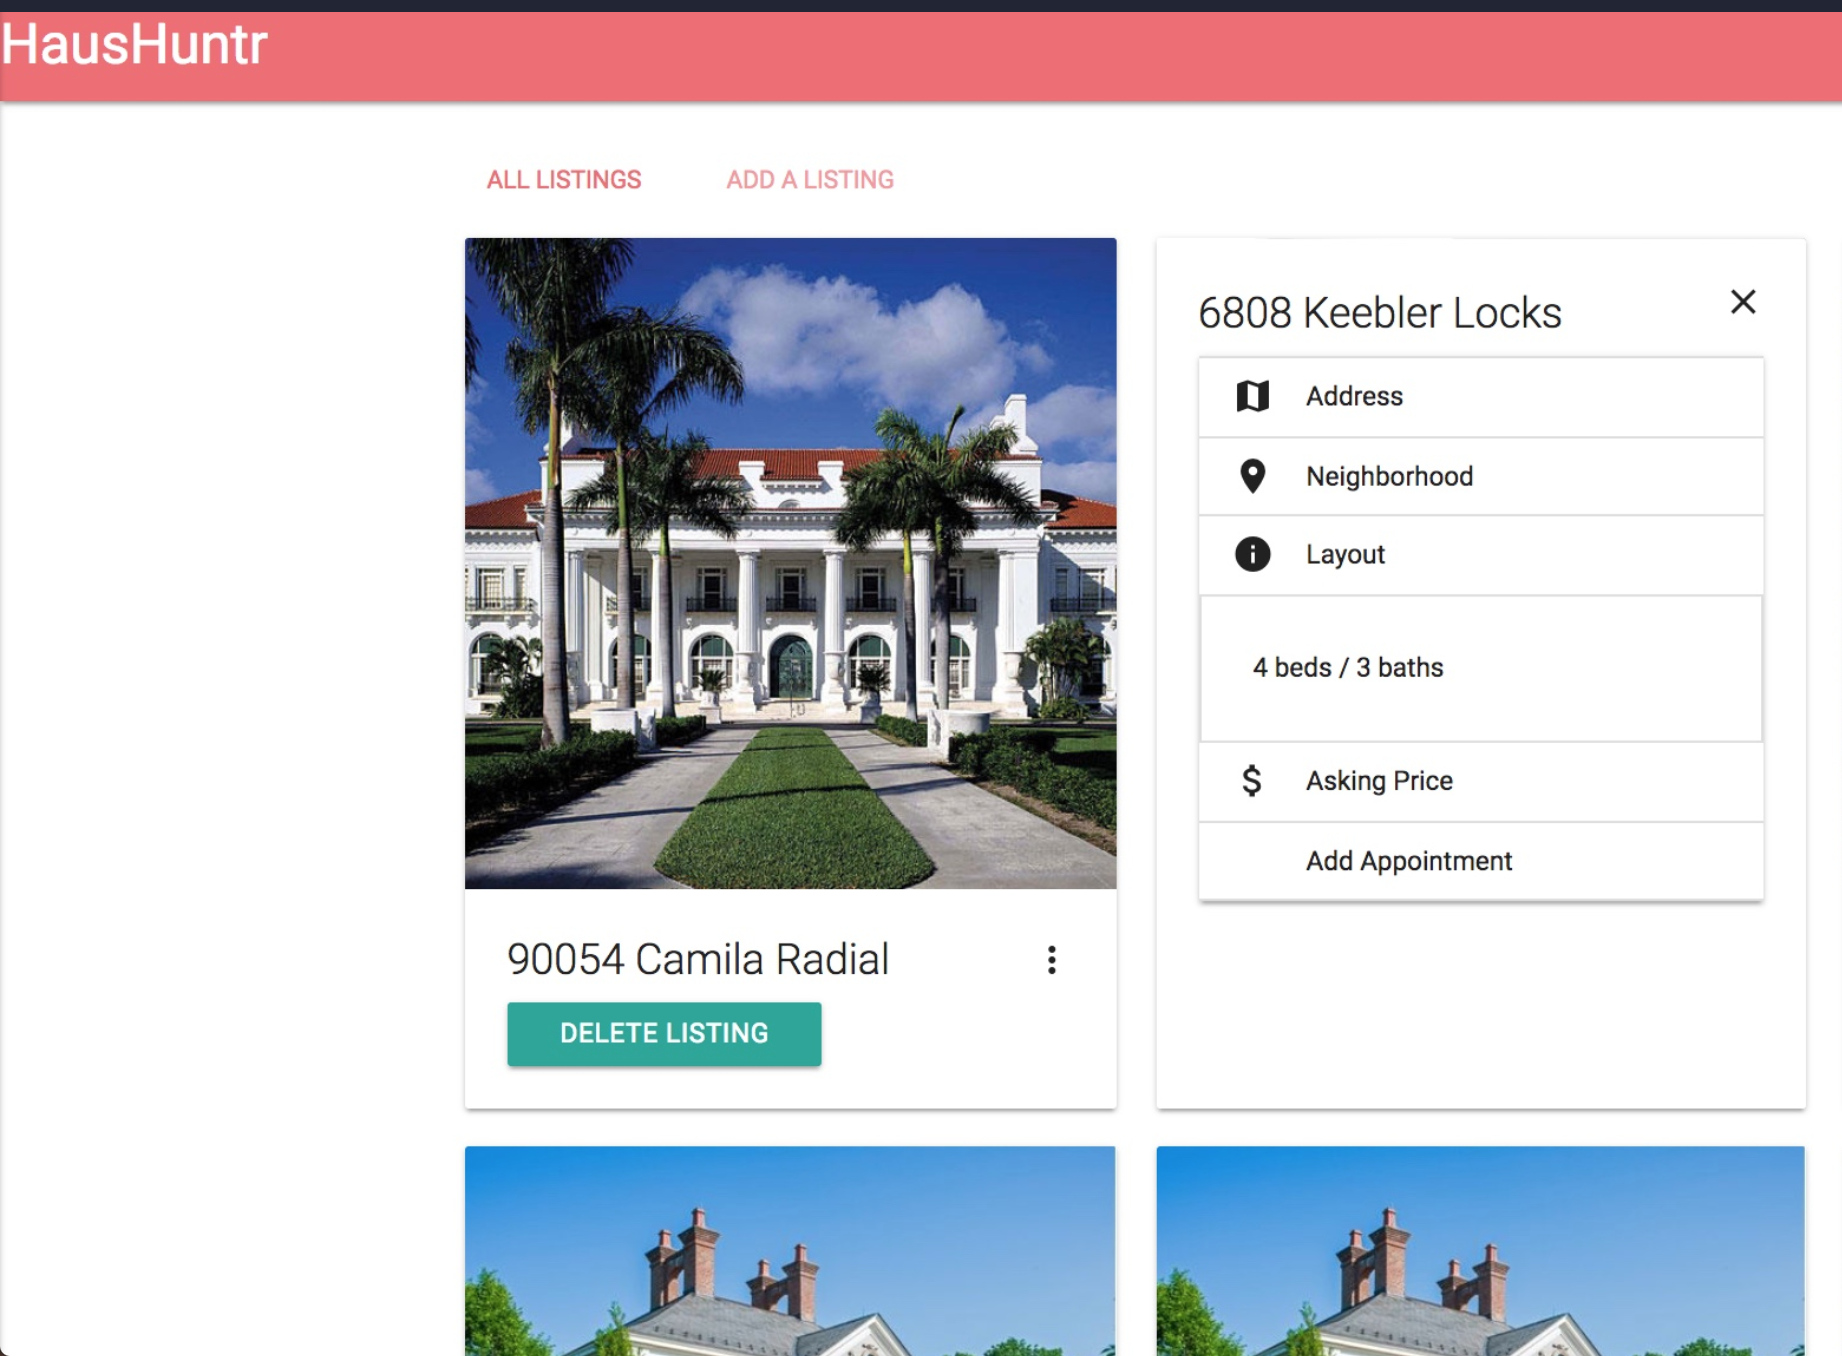 HausHuntr
ALL LISTINGS
ADD A LISTING
90054 Camila Radial
DELETE LISTING
6808 Keebler Locks
Address
Neighborhood
Layout
4 beds / 3 baths
Asking Price
Add Appointment